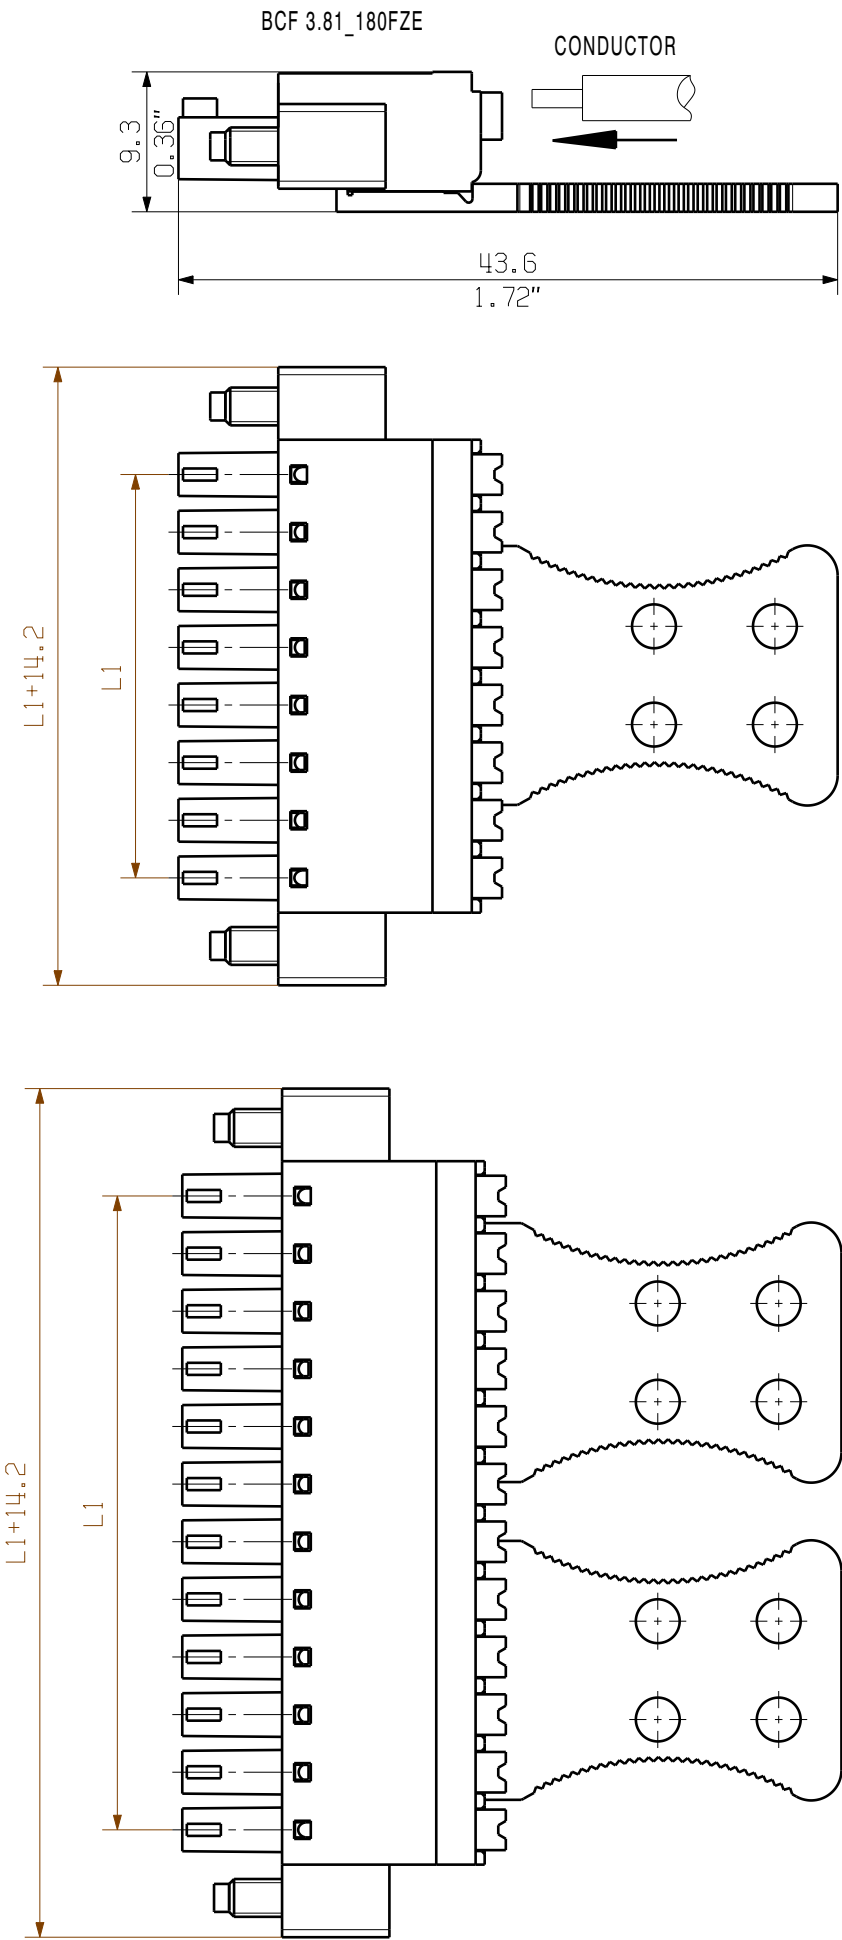 BCF 3.81_180FZE
CONDUCTOR
9.3
0.36"
43.6
1.72"
L1+14.2
L1
L1+14.2
L1